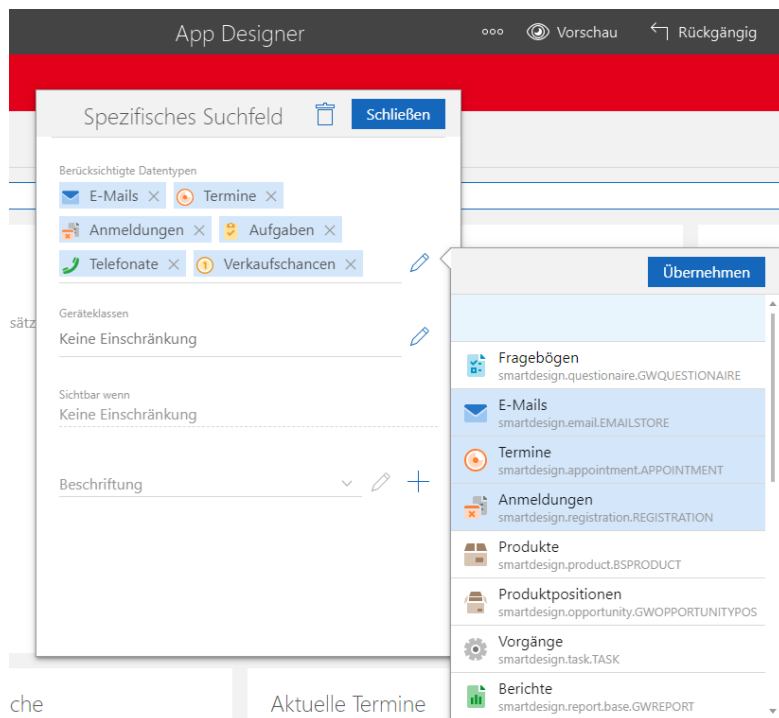 App Designer
Vorschau
Rückgängig
Spezifisches Suchfeld
Schließen
Berücksichtigte Datentypen
E-Mails × Termine ×
Anmeldungen × Aufgaben ×
Telefonate × 1 Verkaufschancen ×
Geräteklassen
Keine Einschränkung
Sichtbar wenn
Keine Einschränkung
Beschriftung
Übernehmen
Fragebögen
smartdesign.questionaire.GWQUESTIONAIRE
E-Mails
smartdesign.email.EMAILSTORE
Termine
smartdesign.appointment.APPOINTMENT
Anmeldungen
smartdesign.registration.REGISTRATION
Produkte
smartdesign.product.BSPRODUCT
Produktpositionen
smartdesign.opportunity.GWOPPORTUNITYPOS
Vorgänge
smartdesign.task.TASK
Berichte
smartdesign.report.base.GWREPORT
sätz
che
Aktuelle Termine